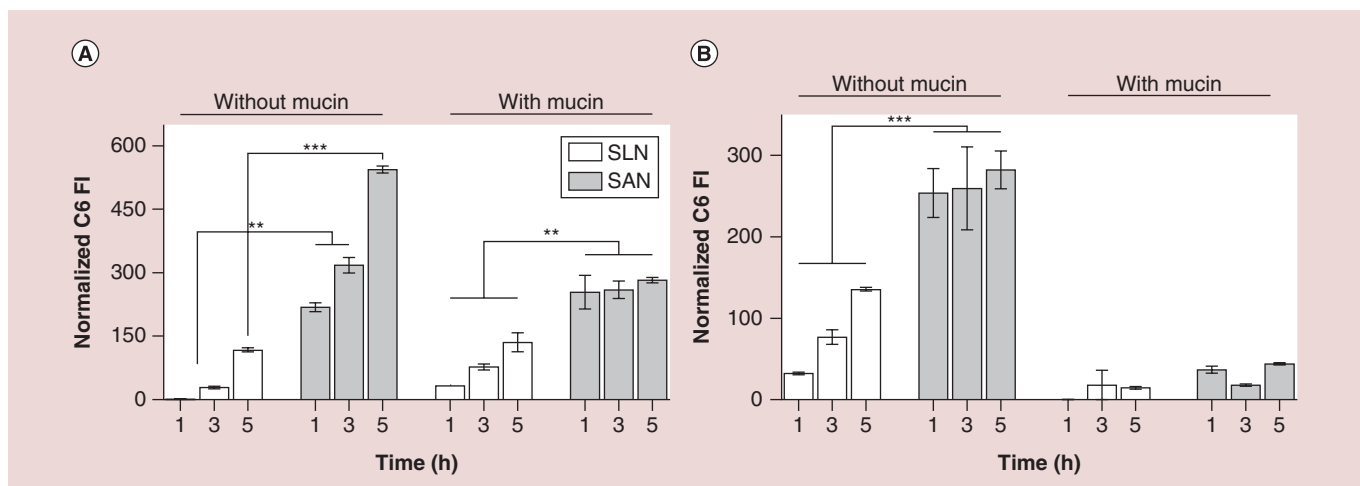 A
Without mucin
With mucin
600
450
300
150
0
Normalized C6 FI
***
**
**
SLN
SAN
1 3 5 1 3 5 1 3 5 1 3 5
Time (h)
B
Without mucin
With mucin
300
200
100
0
Normalized C6 FI
***
1 3 5 1 3 5 1 3 5 1 3 5
Time (h)